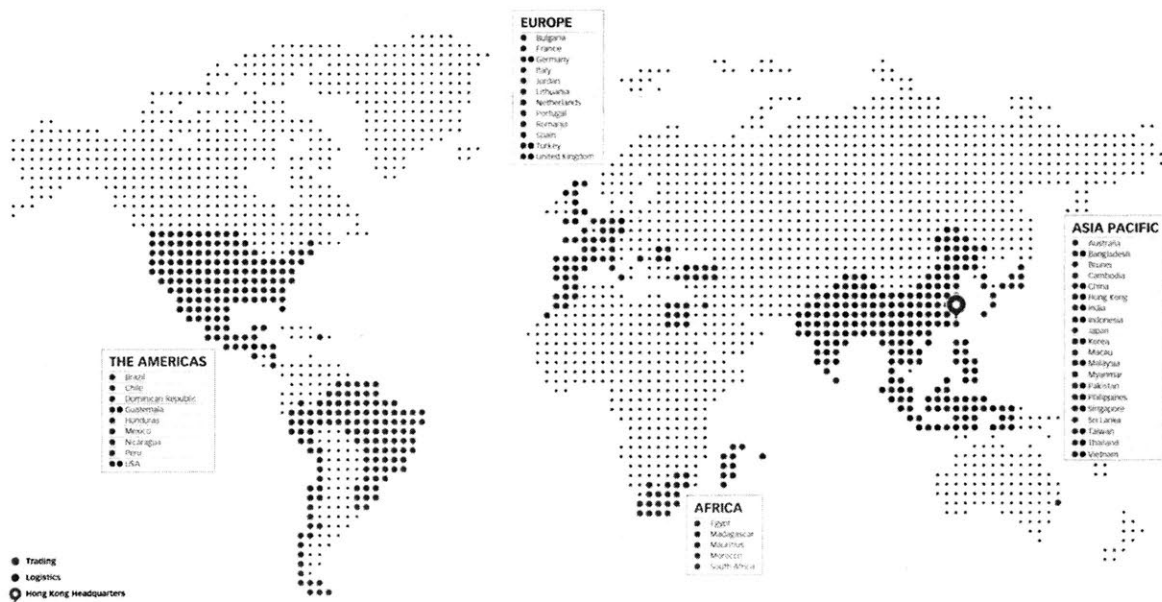 EUROPE
Bulgaria
France
Germany
Italy
Jordan
Lithuania
Netherlands
Portugal
Romania
Spain
Turkey
United Kingdom
ASIA PACIFIC
Australia
Bangladesh
Brunei
Cambodia
China
Hong Kong
India
Indonesia
Japan
Korea
Macau
Malaysia
Myanmar
Pakistan
Philippines
Singapore
Sri Lanka
Taiwan
Thailand
Vietnam
THE AMERICAS
Brazil
Chile
Dominican Republic
Guatemala
Honduras
Mexico
Nicaragua
Peru
USA
AFRICA
Egypt
Madagascar
Mauritius
Morocco
South Africa
Trading
Logistics
Hong Kong Headquarters